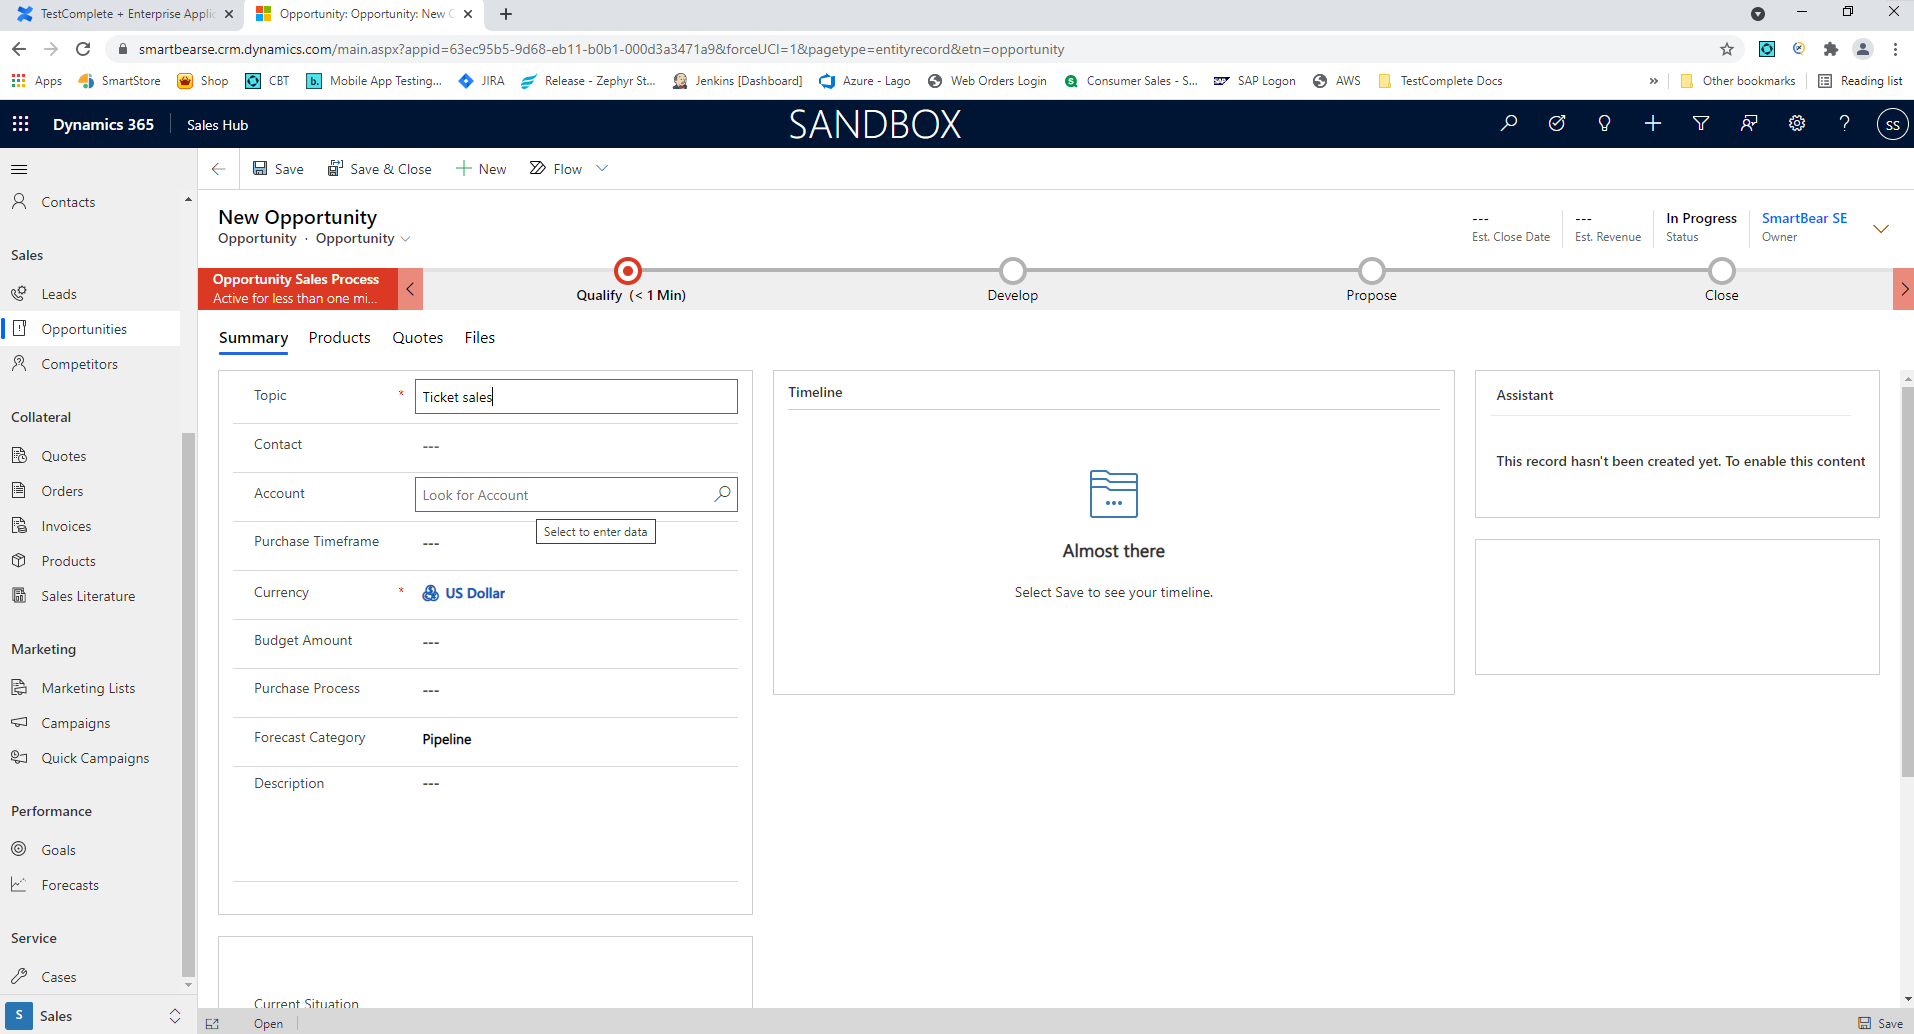 TestComplete + Enterprise Applic
Opportunity: Opportunity: New C
smartbearse.crm.dynamics.com/main.aspx?appid=63ec95b5-9d68-eb11-b0b1-000d3a3471a9&forceUCI=1&pagetype=entityrecord&etn=opportunity
Apps SmartStore Shop CBT b. Mobile App Testing... JIRA Release - Zephyr St... Jenkins [Dashboard] Azure - Lago Web Orders Login Consumer Sales - S... SAP SAP Logon AWS TestComplete Docs » Other bookmarks Reading list
Dynamics 365 Sales Hub SANDBOX ? SS
Save Save & Close New Flow
Contacts
Sales
Leads
Opportunities
Competitors
Collateral
Quotes
Orders
Invoices
Products
Sales Literature
Marketing
Marketing Lists
Campaigns
Quick Campaigns
Performance
Goals
Forecasts
Service
Cases
S Sales
New Opportunity
Opportunity · Opportunity
---
Est. Close Date
---
Est. Revenue
In Progress
Status
SmartBear SE
Owner
Opportunity Sales Process
Active for less than one mi...
Qualify (< 1 Min)
Develop
Propose
Close
Summary Products Quotes Files
Topic * Ticket sales
Contact ---
Account Look for Account
Select to enter data
Purchase Timeframe ---
Currency * US Dollar
Budget Amount ---
Purchase Process ---
Forecast Category Pipeline
Description ---
Current Situation
Timeline
Almost there
Select Save to see your timeline.
Assistant
This record hasn't been created yet. To enable this content
Open
Save